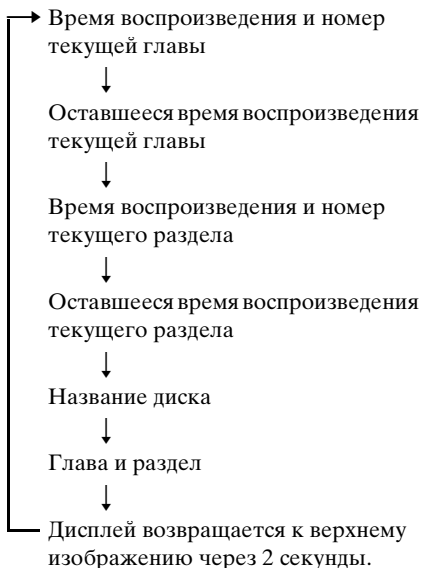 Время воспроизведения и номер
текущей главы
Оставшееся время воспроизведения
текущей главы
Время воспроизведения и номер
текущего раздела
Оставшееся время воспроизведения
текущего раздела
Название диска
Глава и раздел
Дисплей возвращается к верхнему
изображению через 2 секунды.